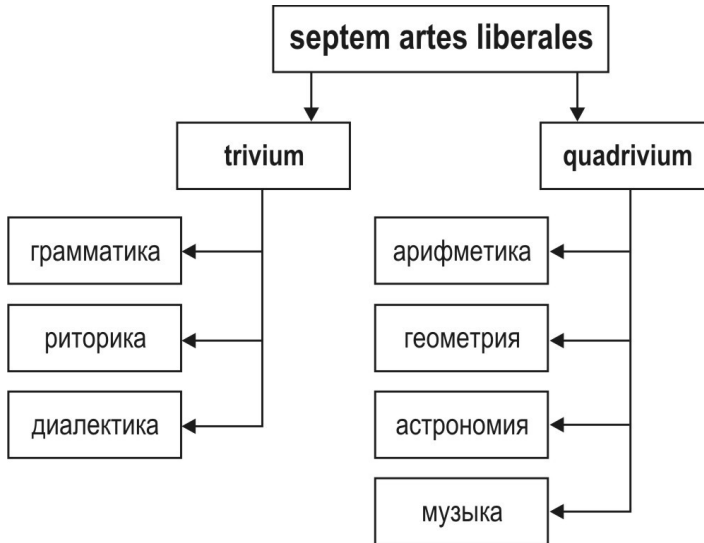 septem artes liberales
trivium
quadrivium
грамматика
арифметика
риторика
геометрия
диалектика
астрономия
музыка